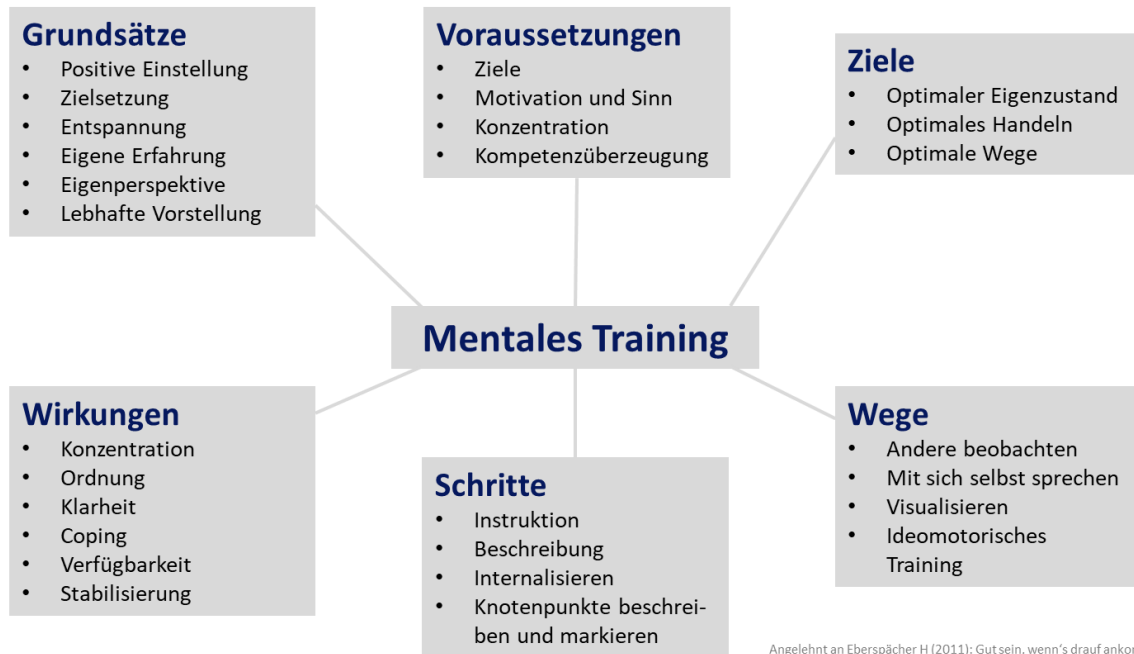 Grundsätze
• Positive Einstellung
• Zielsetzung
• Entspannung
• Eigene Erfahrung
• Eigenperspektive
• Lebhafte Vorstellung
Voraussetzungen
• Ziele
• Motivation und Sinn
• Konzentration
• Kompetenzüberzeugung
Ziele
• Optimaler Eigenzustand
• Optimales Handeln
• Optimale Wege
Mentales Training
Wirkungen
• Konzentration
• Ordnung
• Klarheit
• Coping
• Verfügbarkeit
• Stabilisierung
Schritte
• Instruktion
• Beschreibung
• Internalisieren
• Knotenpunkte beschrei-
ben und markieren
Wege
• Andere beobachten
• Mit sich selbst sprechen
• Visualisieren
• Ideomotorisches
Training
Angelehnt an Eberspächer H (2011): Gut sein, wenn's drauf